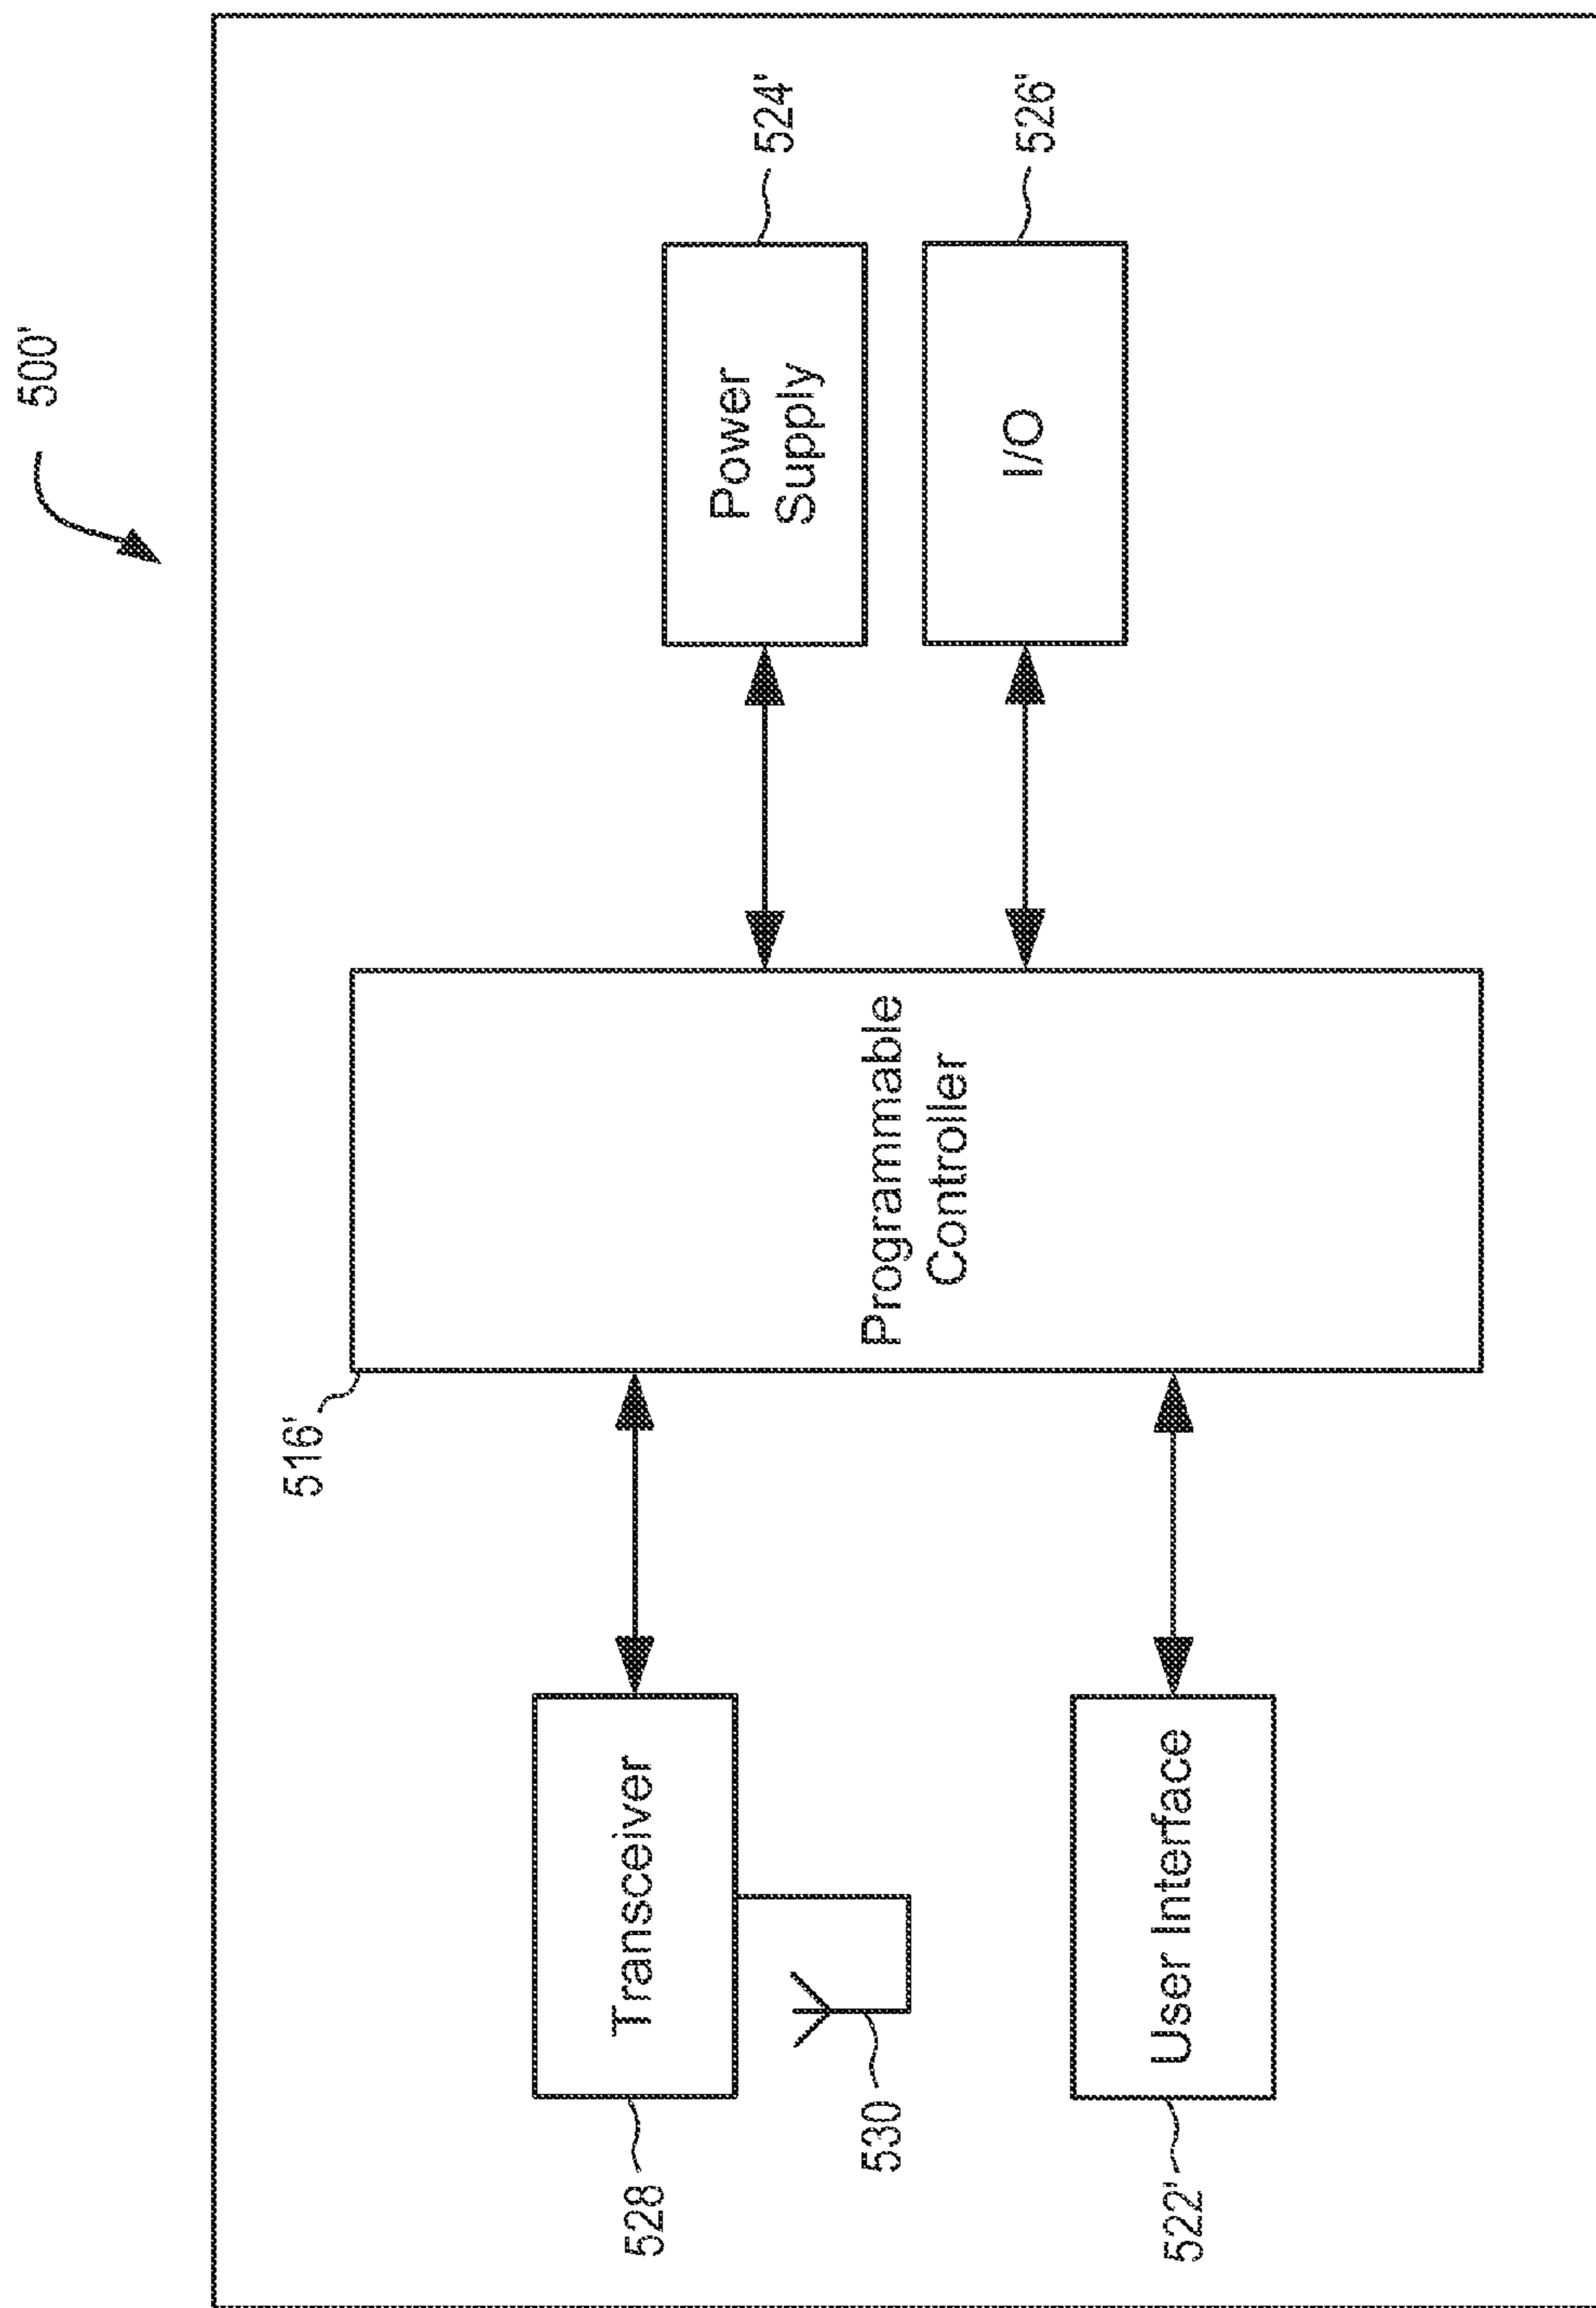 500'
516'
528
Transceiver
530
522'
User Interface
Programmable
Controller
Power
Supply
524'
I/O
526'